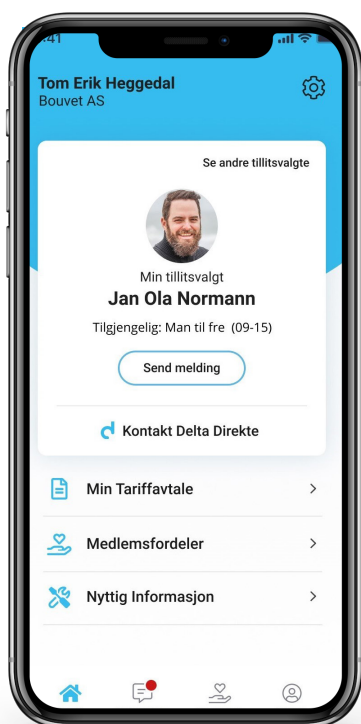 :41
Tom Erik Heggedal
Bouvet AS
Se andre tillitsvalgte
Min tillitsvalgt
Jan Ola Normann
Tilgjengelig: Man til fre (09-15)
Send melding
Kontakt Delta Direkte
Min Tariffavtale
Medlemsfordeler
Nyttig Informasjon